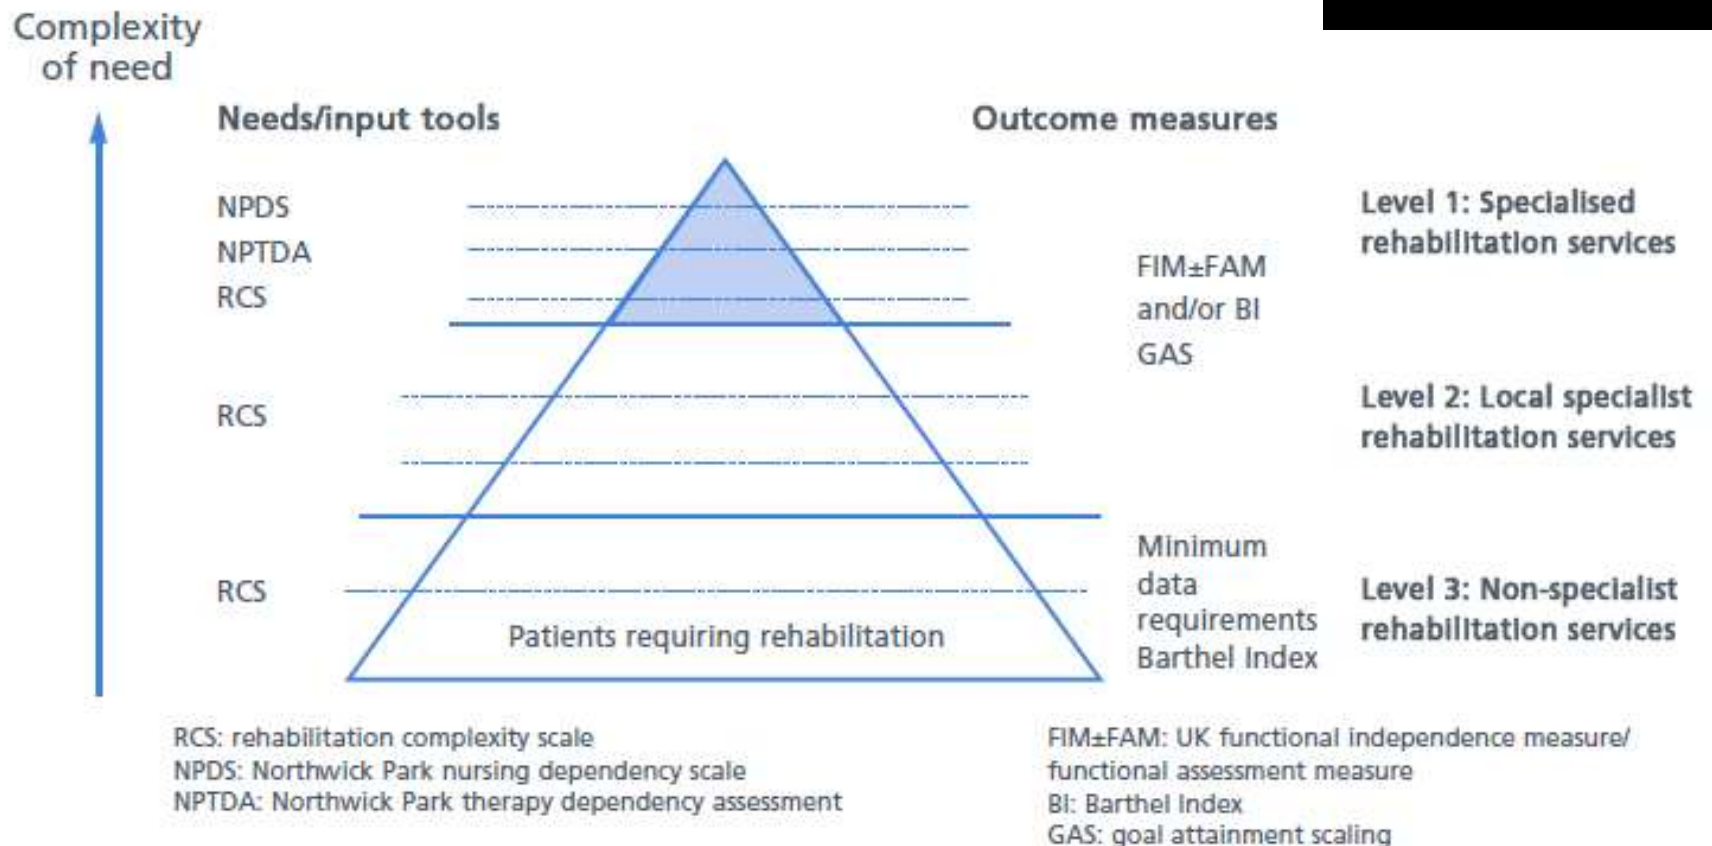 Complexity
of need
Needs/input tools
Outcome measures
NPDS
NPTDA
RCS
FIM±FAM
and/or BI
GAS
Level 1: Specialised
rehabilitation services
RCS
Level 2: Local specialist
rehabilitation services
RCS
Patients requiring rehabilitation
Minimum
data
requirements
Barthel Index
Level 3: Non-specialist
rehabilitation services
RCS: rehabilitation complexity scale
NPDS: Northwick Park nursing dependency scale
NPTDA: Northwick Park therapy dependency assessment
FIM±FAM: UK functional independence measure/
functional assessment measure
BI: Barthel Index
GAS: goal attainment scaling